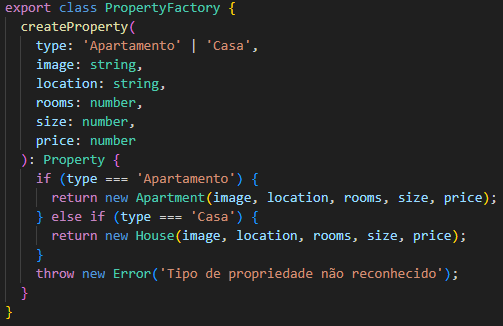 export class PropertyFactory {
  createProperty(
    type: 'Apartamento' | 'Casa',
    image: string,
    location: string,
    rooms: number,
    size: number,
    price: number
  ): Property {
    if (type === 'Apartamento') {
      return new Apartment(image, location, rooms, size, price);
    } else if (type === 'Casa') {
      return new House(image, location, rooms, size, price);
    }
    throw new Error('Tipo de propriedade não reconhecido');
  }
}